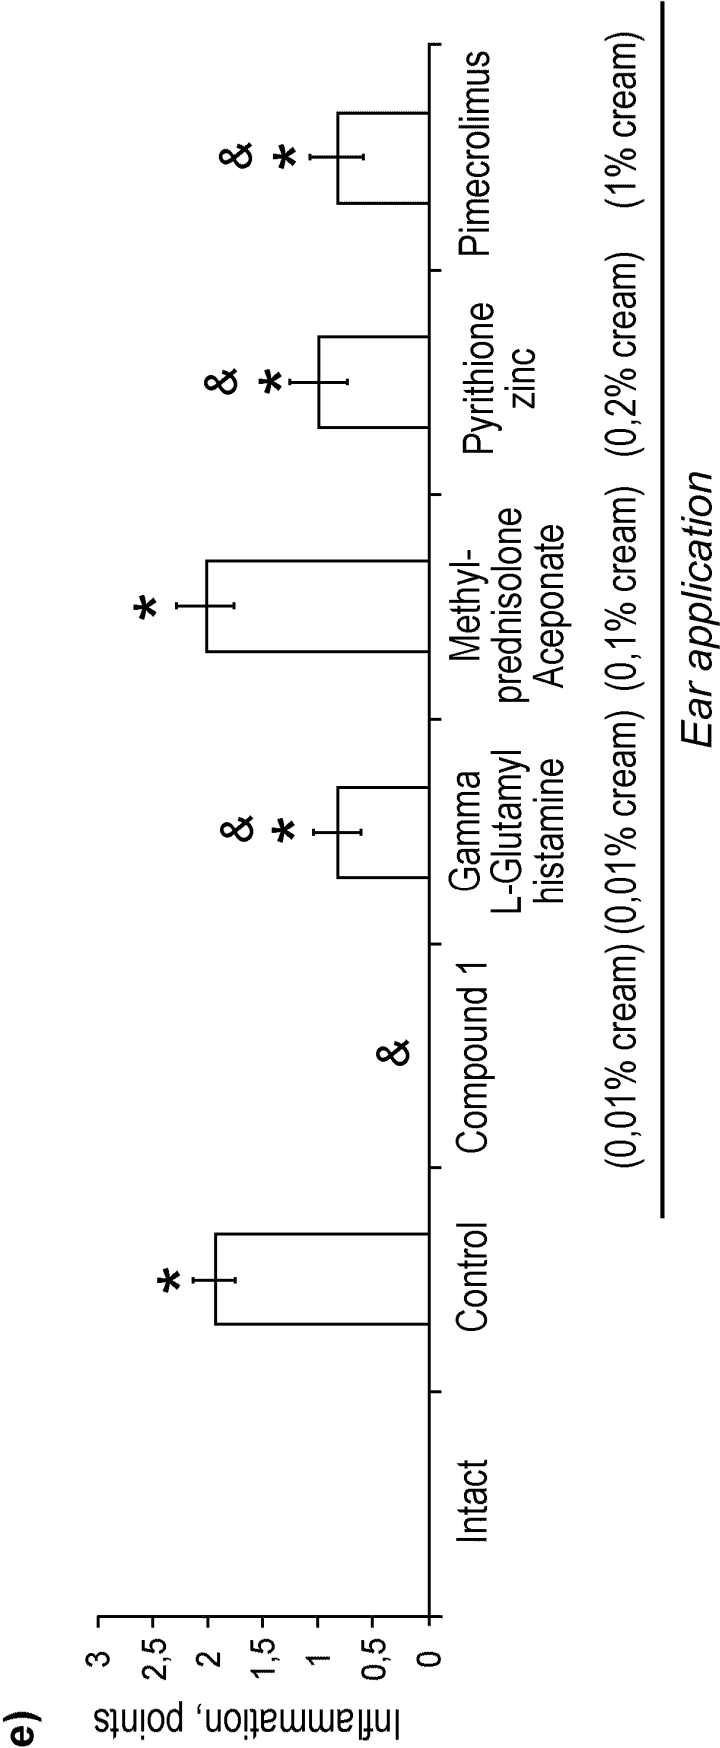 e)
Inflammation, points
3
2,5
2
1,5
1
0,5
0
*
&
& *
*
& *
& *
Intact
Control
Compound 1
Gamma
L-Glutamyl
histamine
Methyl-
prednisolone
Aceponate
Pyrithione
zinc
Pimecrolimus
(0,01% cream) (0,01% cream) (0,1% cream) (0,2% cream) (1% cream)
Ear application